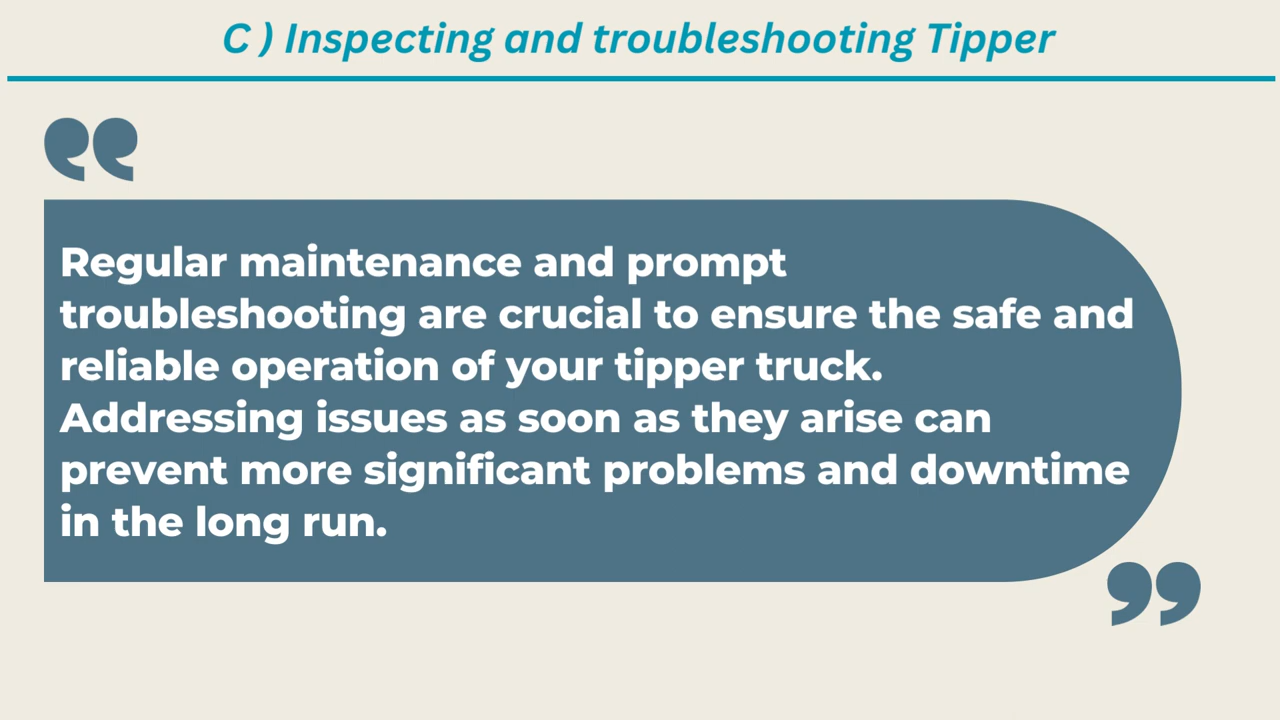 C ) Inspecting and troubleshooting Tipper
“
Regular maintenance and prompt
troubleshooting are crucial to ensure the safe and
reliable operation of your tipper truck.
Addressing issues as soon as they arise can
prevent more significant problems and downtime
in the long run.
”